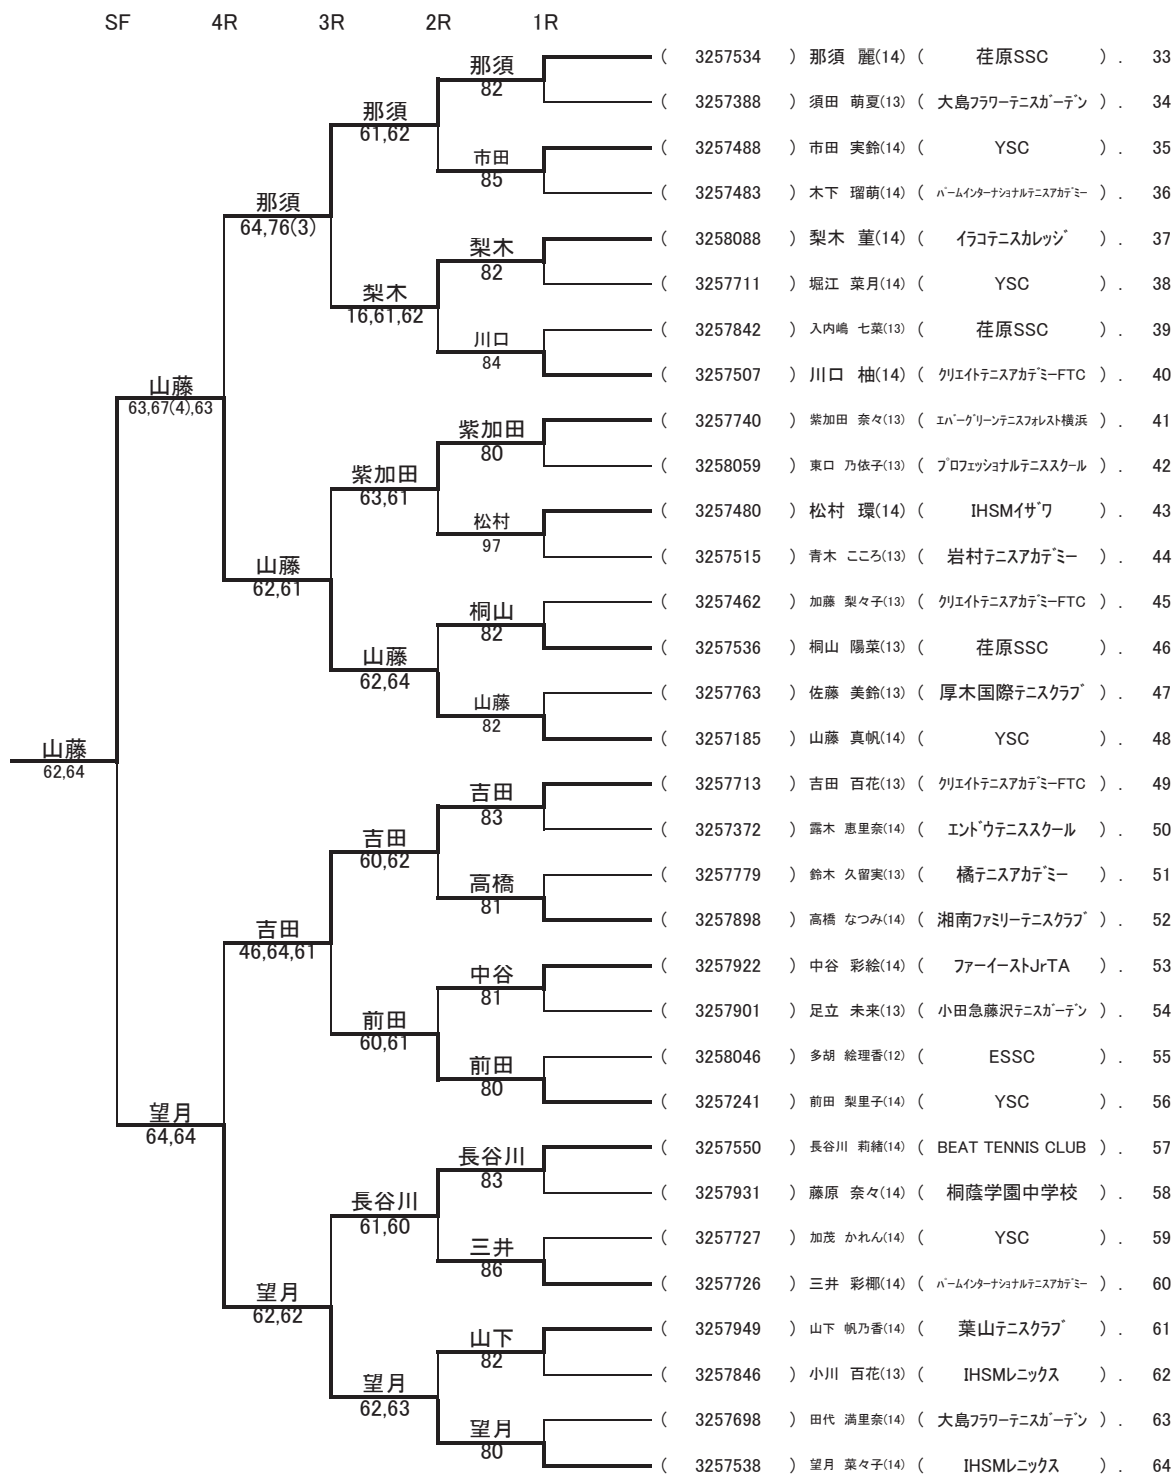 SF 4R 3R 2R 1R
( 3257534 ) 那須 麗(14) ( 荏原SSC ) . 33
那須
82
( 3257388 ) 須田 萌夏(13) ( 大島フラワーテニスガーデン ) . 34
那須
61,62
( 3257488 ) 市田 実鈴(14) ( YSC ) . 35
市田
85
( 3257483 ) 木下 瑠萌(14) ( パームインターナショナルテニスアカデミー ) . 36
那須
64,76(3)
( 3258088 ) 梨木 菫(14) ( イラコテニスカレッジ ) . 37
梨木
82
( 3257711 ) 堀江 菜月(14) ( YSC ) . 38
梨木
16,61,62
( 3257842 ) 入内嶋 七菜(13) ( 荏原SSC ) . 39
川口
84
( 3257507 ) 川口 柚(14) ( クリエイトテニスアカデミーFTC ) . 40
山藤
63,67(4),63
( 3257740 ) 紫加田 奈々(13) ( エバーグリーンテニスフォレスト横浜 ) . 41
紫加田
80
( 3258059 ) 東口 乃依子(13) ( プロフェッショナルテニススクール ) . 42
紫加田
63,61
( 3257480 ) 松村 環(14) ( IHSMイザワ ) . 43
松村
97
( 3257515 ) 青木 こころ(13) ( 岩村テニスアカデミー ) . 44
山藤
62,61
( 3257462 ) 加藤 梨々子(13) ( クリエイトテニスアカデミーFTC ) . 45
桐山
82
( 3257536 ) 桐山 陽菜(13) ( 荏原SSC ) . 46
山藤
62,64
( 3257763 ) 佐藤 美鈴(13) ( 厚木国際テニスクラブ ) . 47
山藤
82
( 3257185 ) 山藤 真帆(14) ( YSC ) . 48
山藤
62,64
( 3257713 ) 吉田 百花(13) ( クリエイトテニスアカデミーFTC ) . 49
吉田
83
( 3257372 ) 露木 恵里奈(14) ( エンドウテニススクール ) . 50
吉田
60,62
( 3257779 ) 鈴木 久留実(13) ( 橘テニスアカデミー ) . 51
高橋
81
( 3257898 ) 高橋 なつみ(14) ( 湘南ファミリーテニスクラブ ) . 52
吉田
46,64,61
( 3257922 ) 中谷 彩絵(14) ( ファーイーストJrTA ) . 53
中谷
81
( 3257901 ) 足立 未来(13) ( 小田急藤沢テニスガーデン ) . 54
前田
60,61
( 3258046 ) 多胡 絵理香(12) ( ESSC ) . 55
前田
80
( 3257241 ) 前田 梨里子(14) ( YSC ) . 56
望月
64,64
( 3257550 ) 長谷川 莉緒(14) ( BEAT TENNIS CLUB ) . 57
長谷川
83
( 3257931 ) 藤原 奈々(14) ( 桐蔭学園中学校 ) . 58
長谷川
61,60
( 3257727 ) 加茂 かれん(14) ( YSC ) . 59
三井
86
( 3257726 ) 三井 彩椰(14) ( パームインターナショナルテニスアカデミー ) . 60
望月
62,62
( 3257949 ) 山下 帆乃香(14) ( 葉山テニスクラブ ) . 61
山下
82
( 3257846 ) 小川 百花(13) ( IHSMレニックス ) . 62
望月
62,63
( 3257698 ) 田代 満里奈(14) ( 大島フラワーテニスガーデン ) . 63
望月
80
( 3257538 ) 望月 菜々子(14) ( IHSMレニックス ) . 64